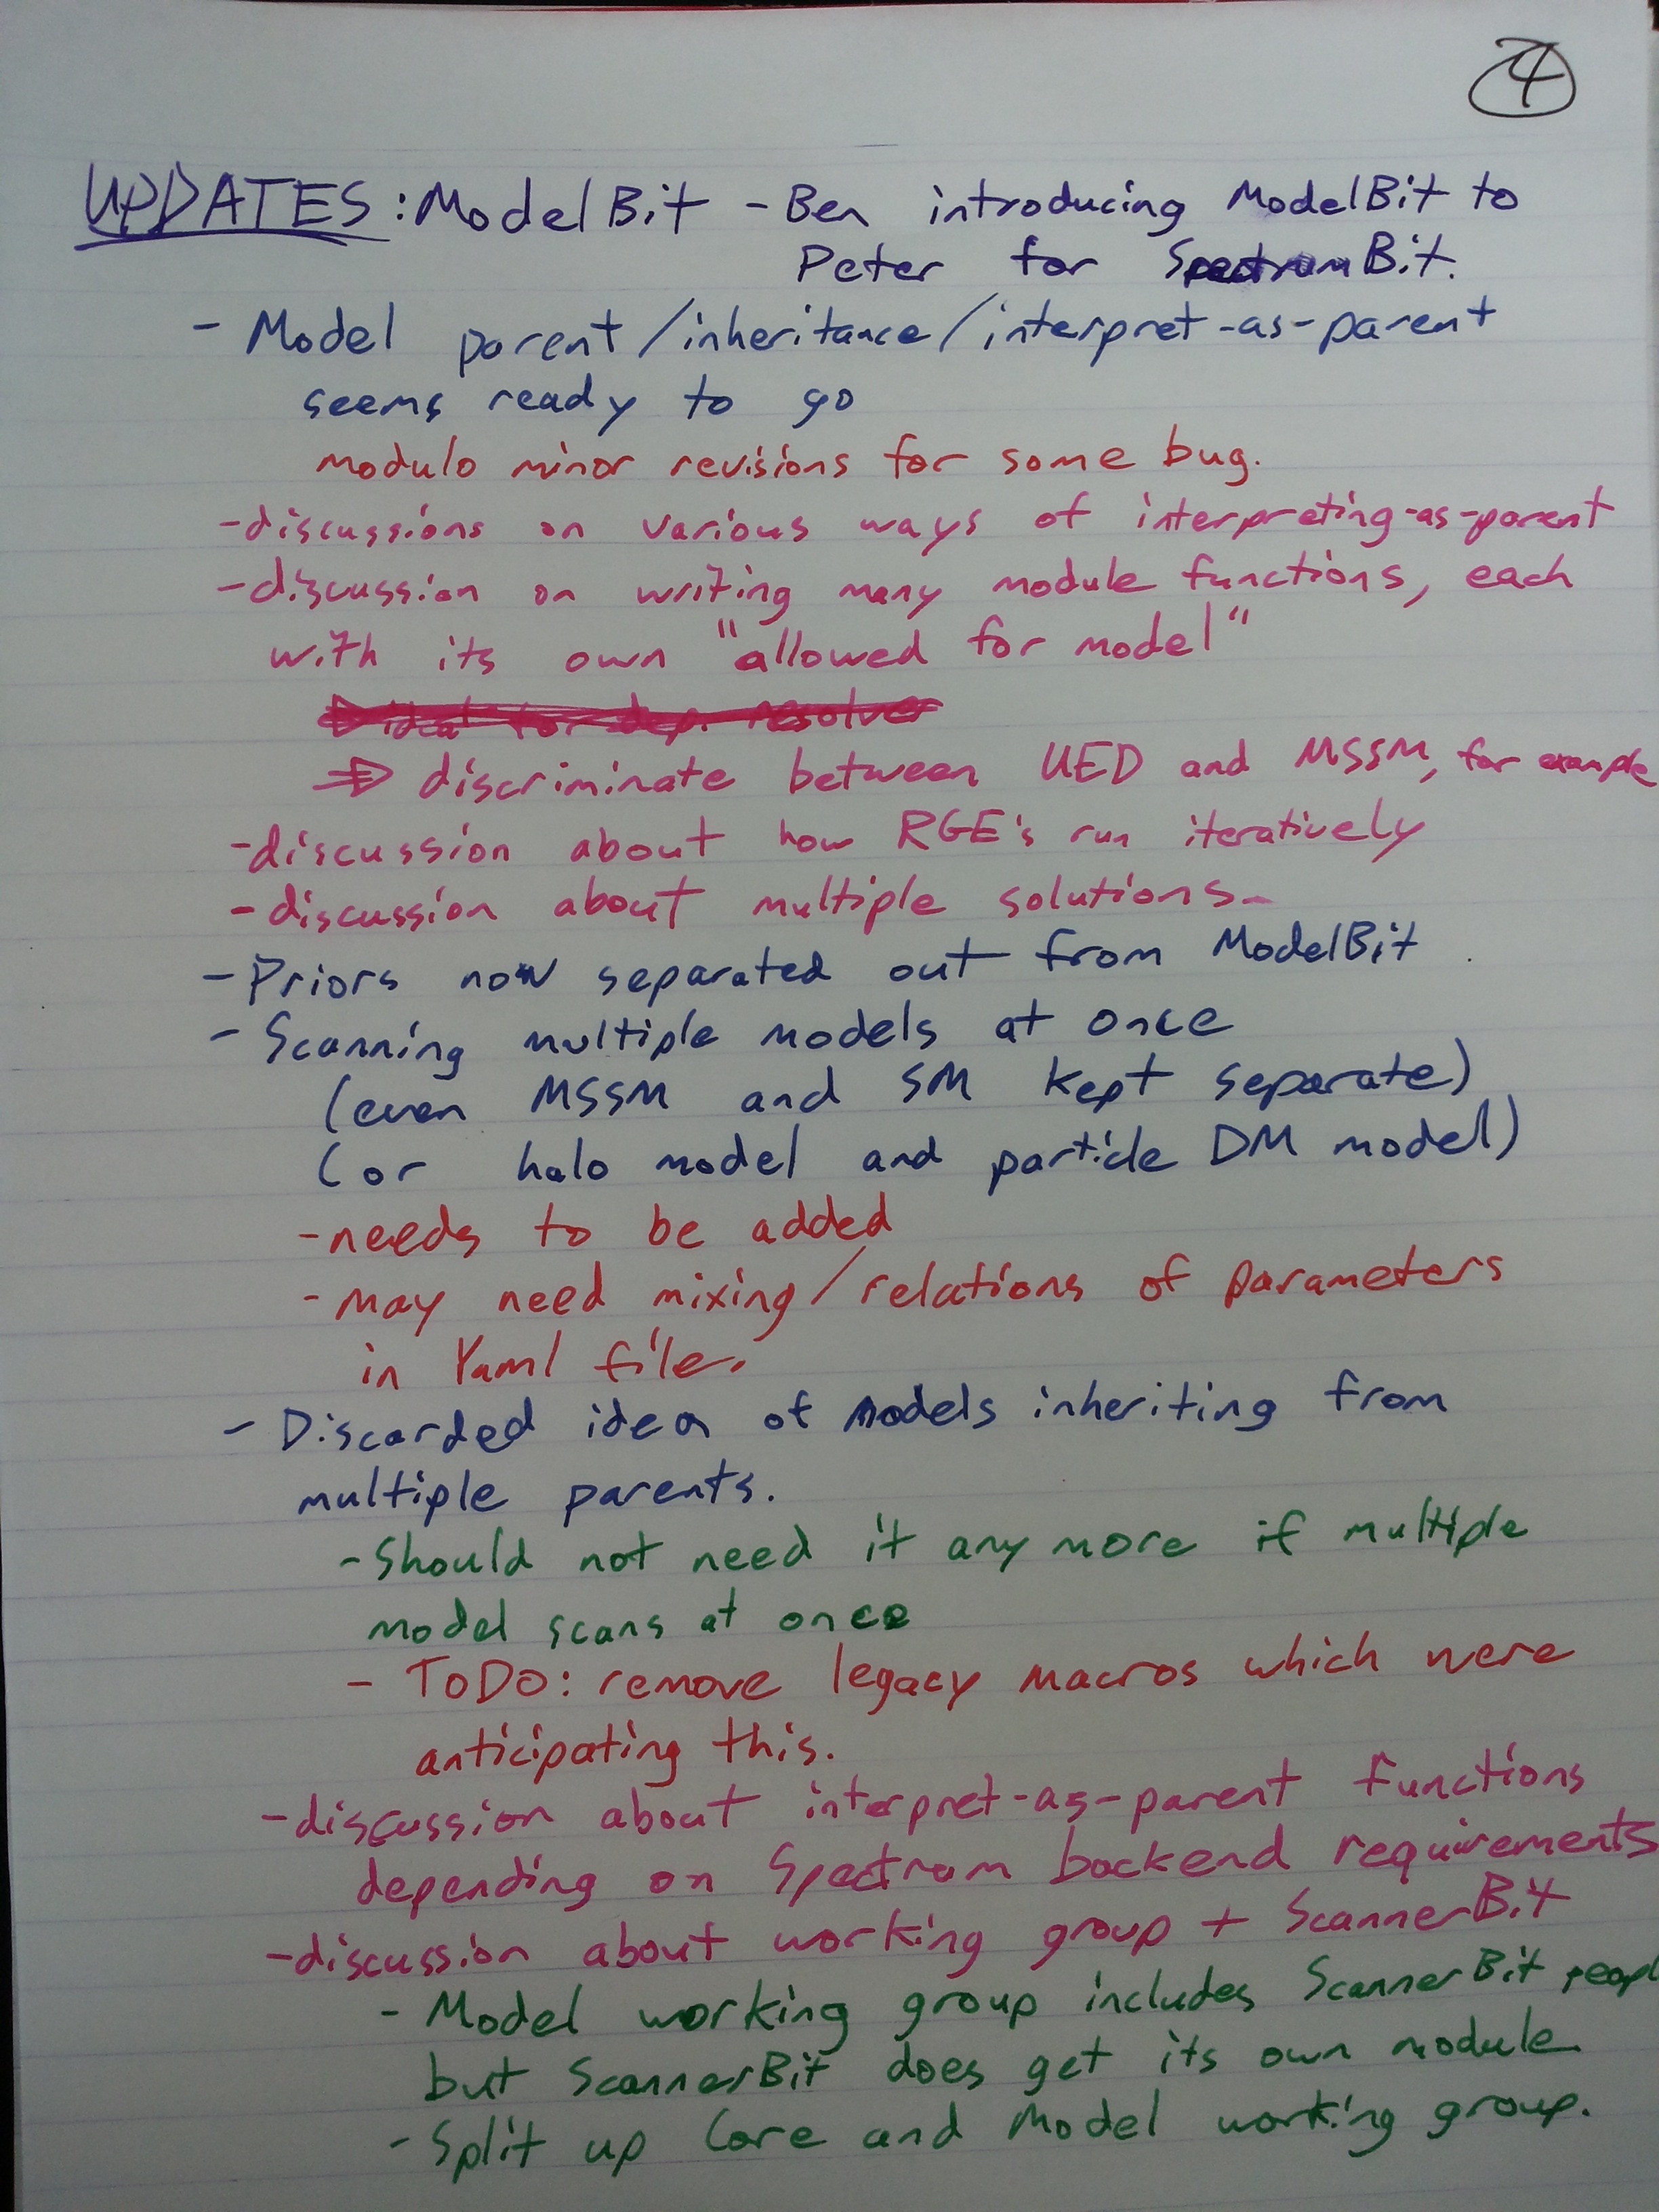 4
UPDATES: ModelBit - Ben introducing ModelBit to
Peter for SpectrumBit.
- Model parent/inheritance/interpret-as-parent
seems ready to go
modulo minor revisions for some bug.
- discussions on various ways of interpreting-as-parent
- discussion on writing many module functions, each
with its own "allowed for model"
⇒ ideal for dep. resolver
⇒ discriminate between UED and MSSM, for example
- discussion about how RGE's run iteratively
- discussion about multiple solutions-
- Priors now separated out from ModelBit
- Scanning multiple models at once
(even MSSM and SM kept separate)
(or halo model and particle DM model)
- needs to be added
- may need mixing/relations of parameters
in Yaml file.
- Discarded idea of models inheriting from
multiple parents.
- Should not need it any more if multiple
model scans at once
- ToDo: remove legacy macros which were
anticipating this.
- discussion about interpret-as-parent functions
depending on Spectrum backend requirements
- discussion about working group + ScannerBit
- Model working group includes ScannerBit peopl
but ScannerBit does get its own module
- Split up Core and Model working group.